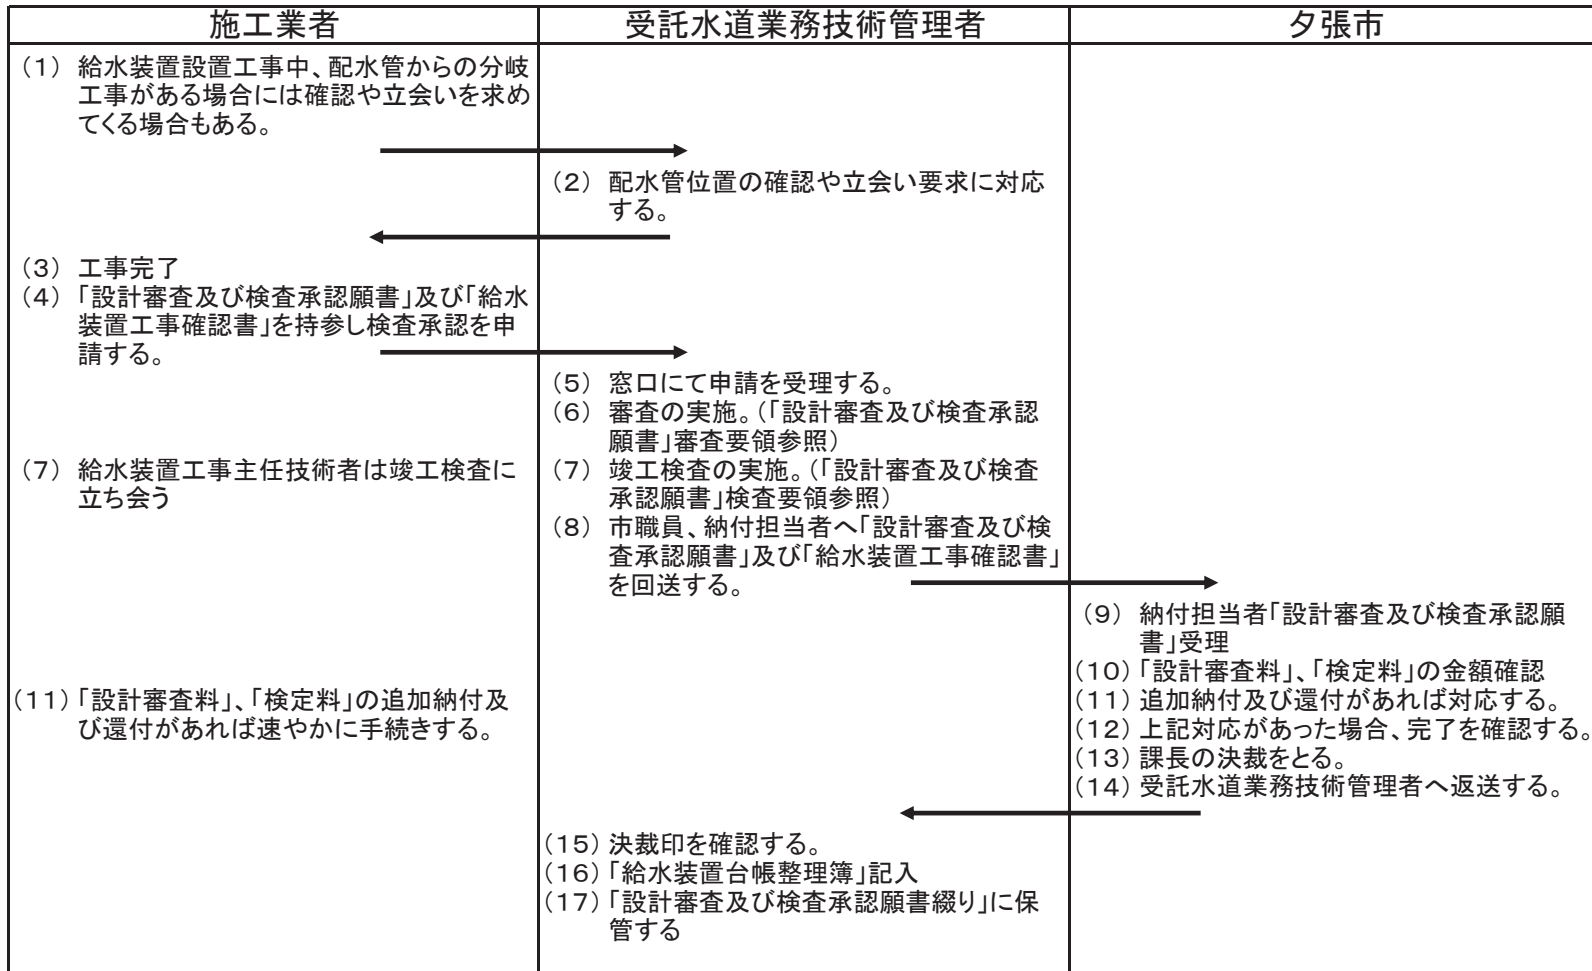 施工業者
受託水道業務技術管理者
夕張市
（1） 給水装置設置工事中、配水管からの分岐
工事がある場合には確認や立会いを求め
てくる場合もある。
（2） 配水管位置の確認や立会い要求に対応
する。
（3） 工事完了
（4） 「設計審査及び検査承認願書」及び「給水
装置工事確認書」を持参し検査承認を申
請する。
（5） 窓口にて申請を受理する。
（6） 審査の実施。（「設計審査及び検査承認
願書」審査要領参照）
（7） 給水装置工事主任技術者は竣工検査に
立ち会う
（7） 竣工検査の実施。（「設計審査及び検査
承認願書」検査要領参照）
（8） 市職員、納付担当者へ「設計審査及び検
査承認願書」及び「給水装置工事確認書」
を回送する。
（9） 納付担当者「設計審査及び検査承認願
書」受理
（10） 「設計審査料」、「検定料」の金額確認
（11） 「設計審査料」、「検定料」の追加納付及
び還付があれば速やかに手続きする。
（11） 追加納付及び還付があれば対応する。
（12） 上記対応があった場合、完了を確認する。
（13） 課長の決裁をとる。
（14） 受託水道業務技術管理者へ返送する。
（15） 決裁印を確認する。
（16） 「給水装置台帳整理簿」記入
（17） 「設計審査及び検査承認願書綴り」に保
管する